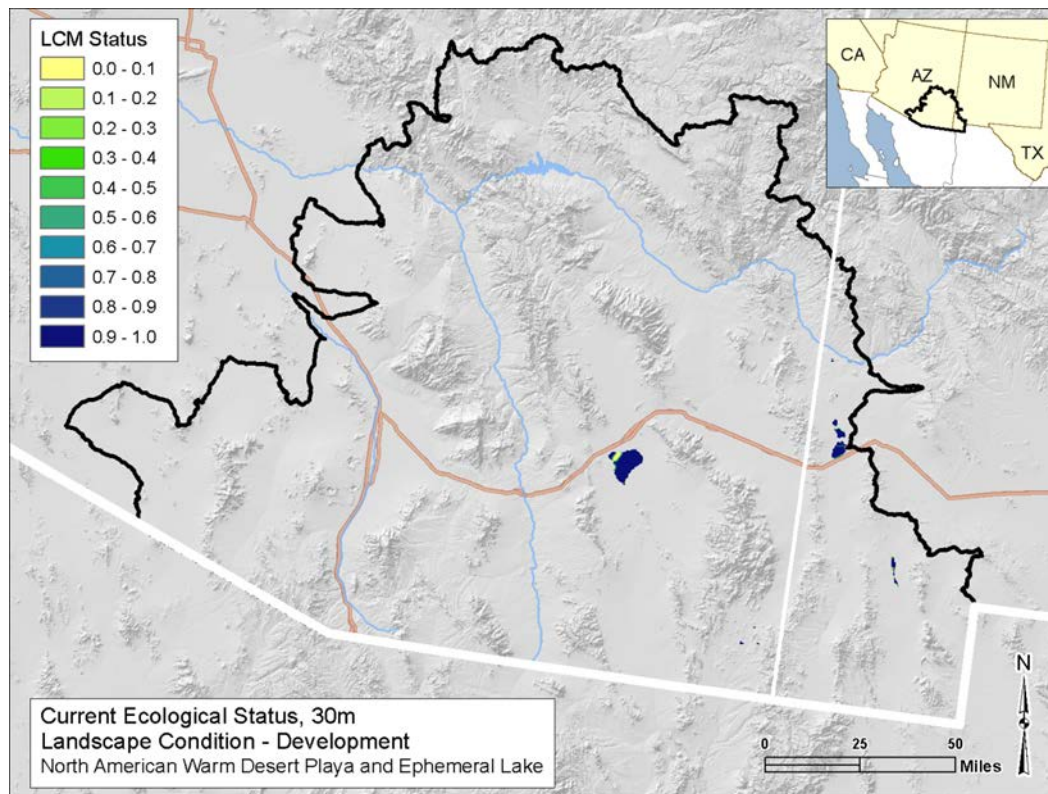 LCM Status
0.0 - 0.1
0.1 - 0.2
0.2 - 0.3
0.3 - 0.4
0.4 - 0.5
0.5 - 0.6
0.6 - 0.7
0.7 - 0.8
0.8 - 0.9
0.9 - 1.0
CA
AZ
NM
TX
N
0 25 50
Miles
Current Ecological Status, 30m
Landscape Condition - Development
North American Warm Desert Playa and Ephemeral Lake